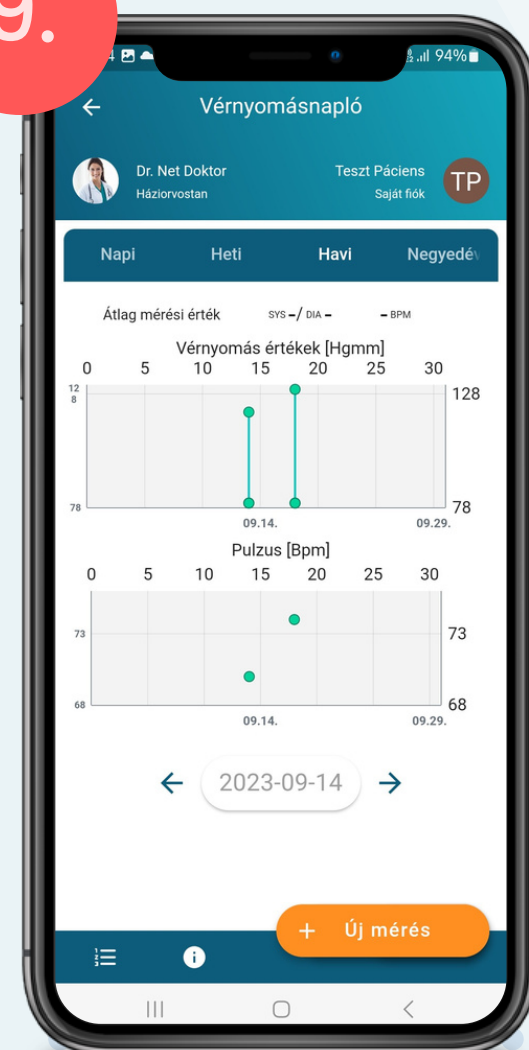 9.
94%
Vérnyomásnapló
Dr. Net Doktor
Háziorvostan
Teszt Páciens
Saját fiók
TP
Napi Heti Havi Negyedév
Átlag mérési érték SYS –/ DIA – – BPM
Vérnyomás értékek [Hgmm]
0 5 10 15 20 25 30
12
8
128
78 78
09.14. 09.29.
Pulzus [Bpm]
0 5 10 15 20 25 30
73 73
68 68
09.14. 09.29.
2023-09-14
+ Új mérés